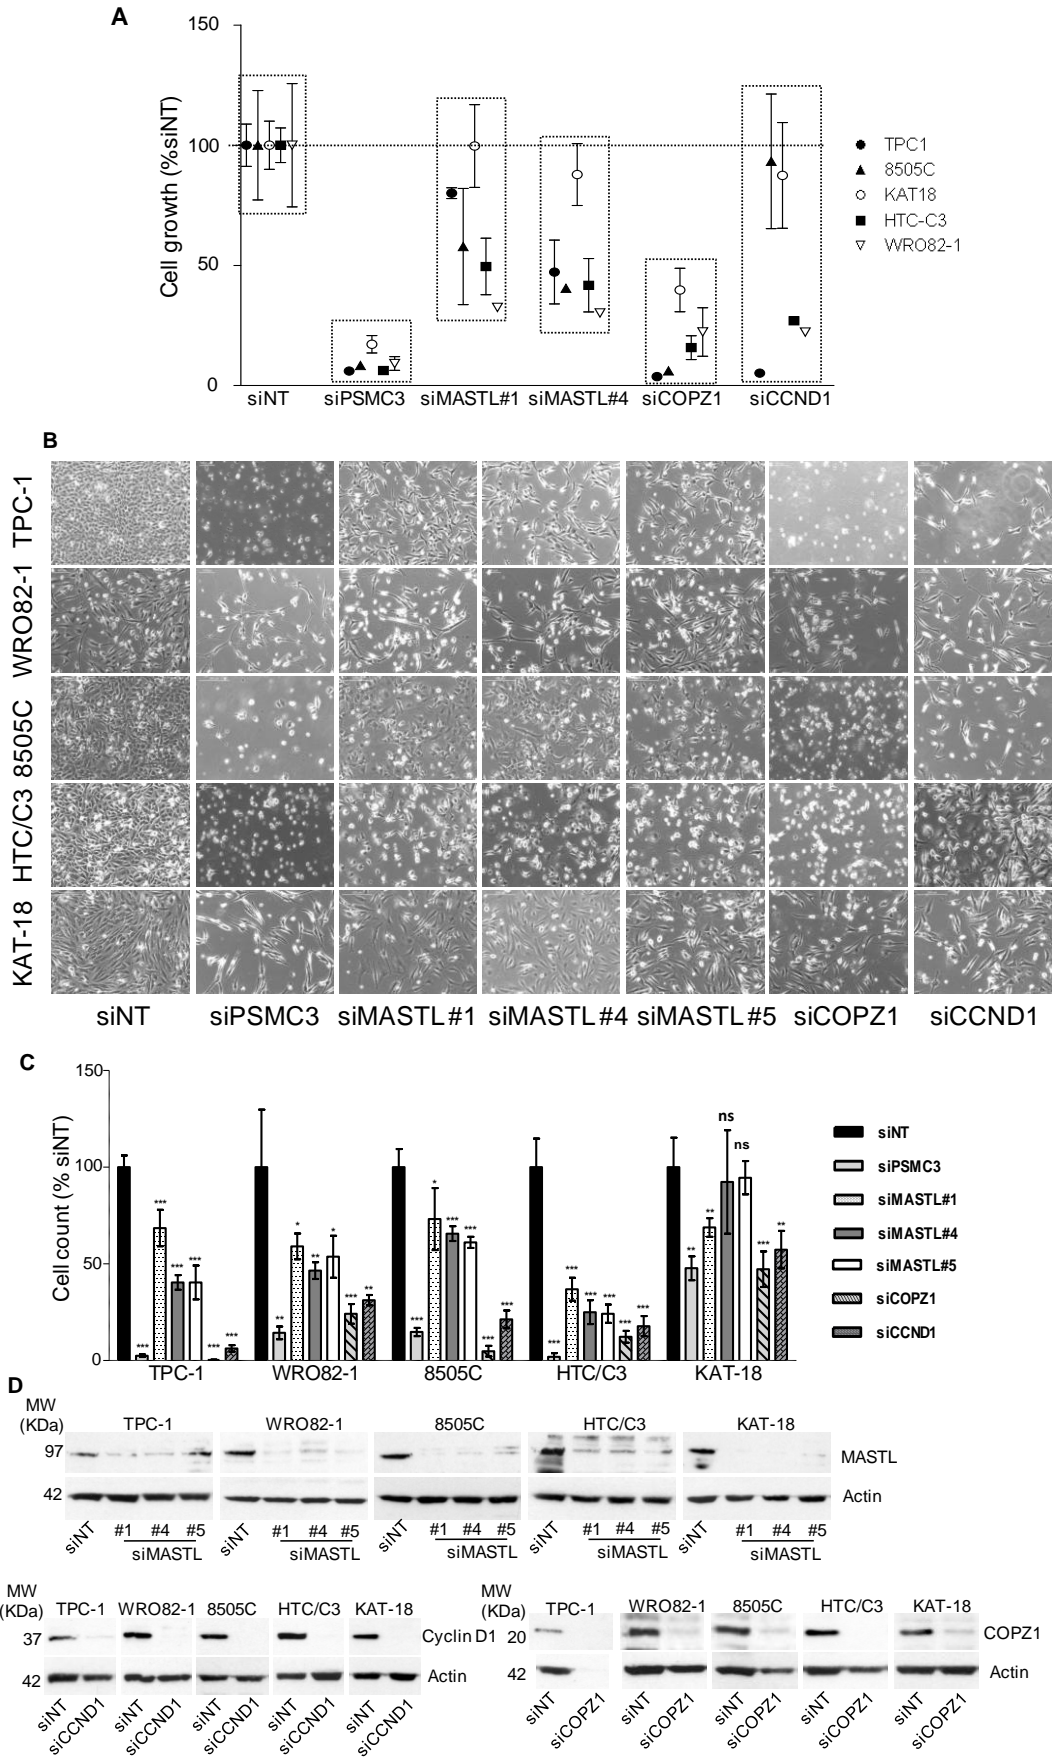 A
150
100
50
0
Cell growth (%siNT)
siNT siPSMC3 siMASTL#1 siMASTL#4 siCOPZ1 siCCND1
TPC1
8505C
KAT18
HTC-C3
WRO82-1
B
TPC-1
WRO82-1
8505C
HTC/C3
KAT-18
siNT siPSMC3 siMASTL#1 siMASTL#4 siMASTL#5 siCOPZ1 siCCND1
C
150
100
50
0
Cell count (% siNT)
*** *** *** *** *** ***
** * ** * *** **
*** * *** *** *** ***
*** *** *** *** *** ***
** ** ns ns *** **
TPC-1 WRO82-1 8505C HTC/C3 KAT-18
siNT
siPSMC3
siMASTL#1
siMASTL#4
siMASTL#5
siCOPZ1
siCCND1
D
MW
(KDa)
TPC-1 WRO82-1 8505C HTC/C3 KAT-18
97 MASTL
42 Actin
siNT #1 #4 #5 siNT #1 #4 #5 siNT #1 #4 #5 siNT #1 #4 #5 siNT #1 #4 #5
siMASTL siMASTL siMASTL siMASTL siMASTL
MW
(KDa)
TPC-1 WRO82-1 8505C HTC/C3 KAT-18
37 Cyclin D1
42 Actin
siNT siCCND1 siNT siCCND1 siNT siCCND1 siNT siCCND1 siNT siCCND1
MW
(KDa)
TPC-1 WRO82-1 8505C HTC/C3 KAT-18
20 COPZ1
42 Actin
siNT siCOPZ1 siNT siCOPZ1 siNT siCOPZ1 siNT siCOPZ1 siNT siCOPZ1